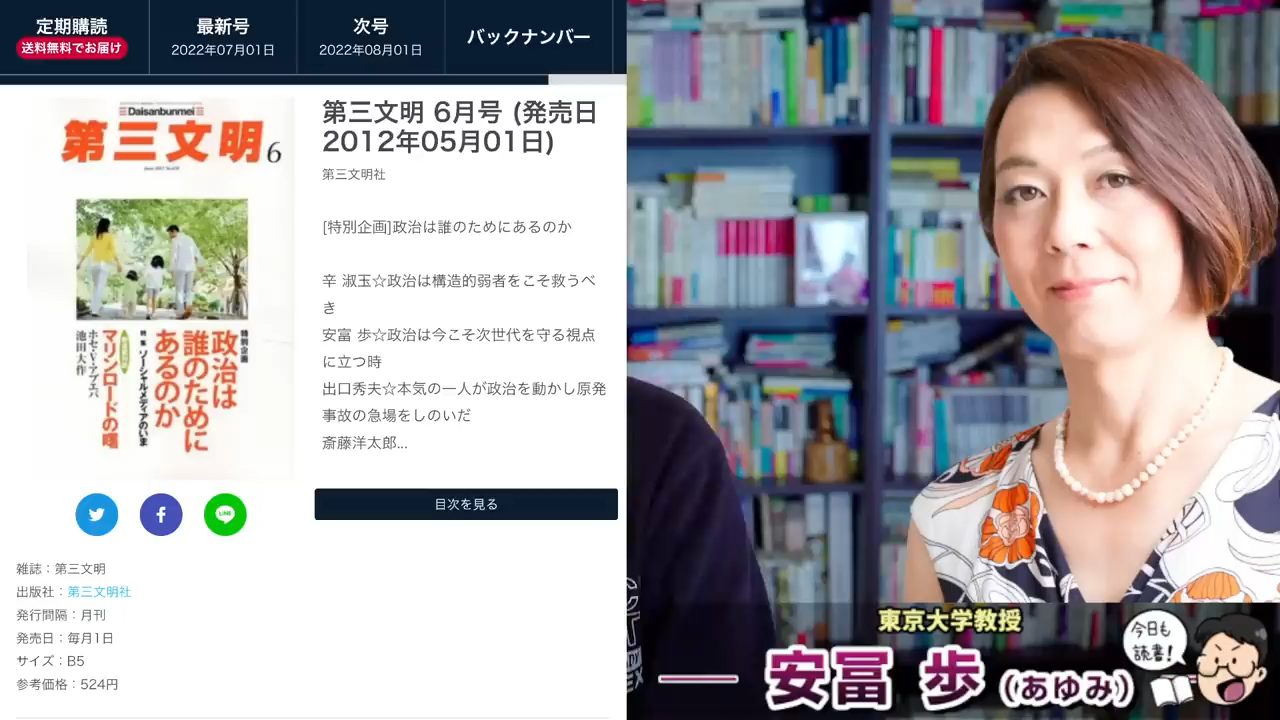 定期購読
送料無料でお届け
最新号
2022年07月01日
次号
2022年08月01日
バックナンバー
Daisanbunmei
第三文明 6
第三文明 6月号 (発売日
2012年05月01日)
第三文明社
[特別企画]政治は誰のためにあるのか
辛 淑玉☆政治は構造的弱者をこそ救うべ
き
安富 歩☆政治は今こそ次世代を守る視点
に立つ時
出口秀夫☆本気の一人が政治を動かし原発
事故の急場をしのいだ
斎藤洋太郎...
目次を見る
特別企画
政治は
誰のために
あるのか
特集 ソーシャルメディアのいま
マリンロードの曙
ホセ・V・アブエバ
池田大作
LINE
雑誌：第三文明
出版社：第三文明社
発行間隔：月刊
発売日：毎月1日
サイズ：B5
参考価格：524円
東京大学教授
安冨 歩 (あゆみ)
今日も
読書！